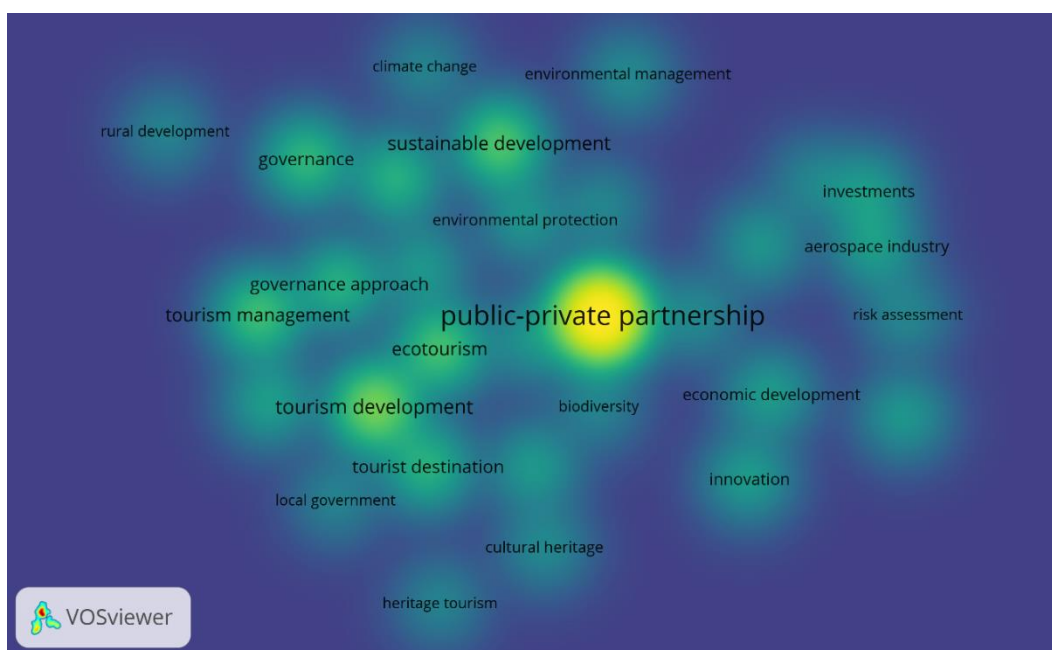 climate change
environmental management
rural development
sustainable development
governance
investments
environmental protection
aerospace industry
governance approach
tourism management
public-private partnership
risk assessment
ecotourism
economic development
tourism development
biodiversity
tourist destination
innovation
local government
cultural heritage
heritage tourism
VOSviewer